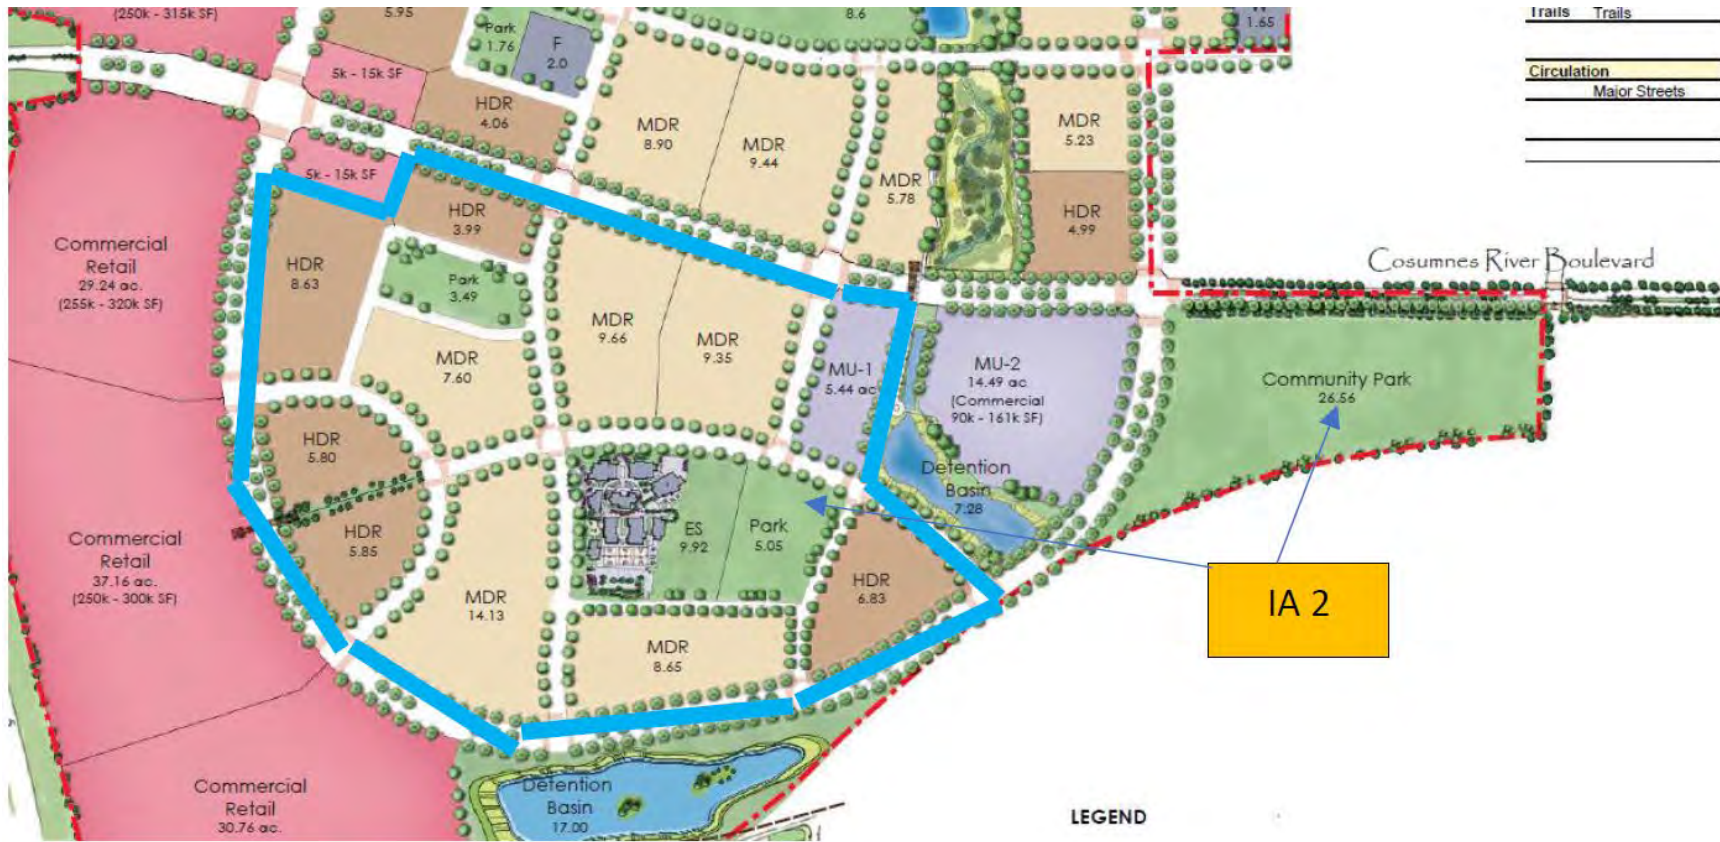 (250k - 315k SF)
5.95
Park
1.76
F
2.0
8.6
1.65
Trails Trails
Circulation
Major Streets
5k - 15k SF
HDR
4.06
MDR
8.90
MDR
9.44
MDR
5.23
MDR
5.78
HDR
4.99
5k - 15k SF
HDR
3.99
Commercial
Retail
29.24 ac.
(255k - 320k SF)
HDR
8.63
Park
3.49
Cosumnes River Boulevard
MDR
9.66
MDR
9.35
MDR
7.60
MU-1
5.44 ac
MU-2
14.49 ac
(Commercial
90k - 161k SF)
Community Park
26.56
HDR
5.80
Detention
Basin
7.28
HDR
5.85
Commercial
Retail
37.16 ac.
(250k - 300k SF)
ES
9.92
Park
5.05
HDR
6.83
MDR
14.13
IA 2
MDR
8.65
Commercial
Retail
30.76 ac.
Detention
Basin
17.00
LEGEND